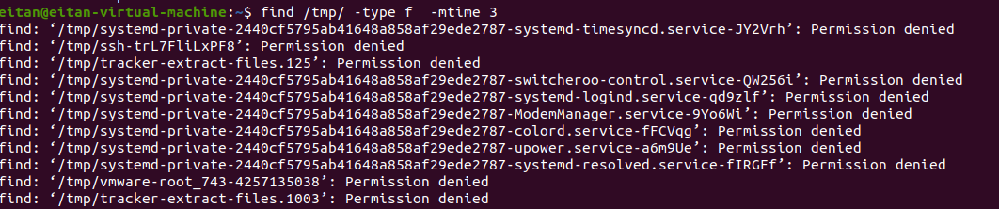 eitan@eitan-virtual-machine:~$ find /tmp/ -type f  -mtime 3
find: ‘/tmp/systemd-private-2440cf5795ab41648a858af29ede2787-systemd-timesyncd.service-JY2Vrh’: Permission denied
find: ‘/tmp/ssh-trL7FliLxPF8’: Permission denied
find: ‘/tmp/tracker-extract-files.125’: Permission denied
find: ‘/tmp/systemd-private-2440cf5795ab41648a858af29ede2787-switcheroo-control.service-QW256i’: Permission denied
find: ‘/tmp/systemd-private-2440cf5795ab41648a858af29ede2787-systemd-logind.service-qd9zlf’: Permission denied
find: ‘/tmp/systemd-private-2440cf5795ab41648a858af29ede2787-ModemManager.service-9Yo6Wi’: Permission denied
find: ‘/tmp/systemd-private-2440cf5795ab41648a858af29ede2787-colord.service-fFCVqg’: Permission denied
find: ‘/tmp/systemd-private-2440cf5795ab41648a858af29ede2787-upower.service-a6m9Ue’: Permission denied
find: ‘/tmp/systemd-private-2440cf5795ab41648a858af29ede2787-systemd-resolved.service-fIRGFf’: Permission denied
find: ‘/tmp/vmware-root_743-4257135038’: Permission denied
find: ‘/tmp/tracker-extract-files.1003’: Permission denied